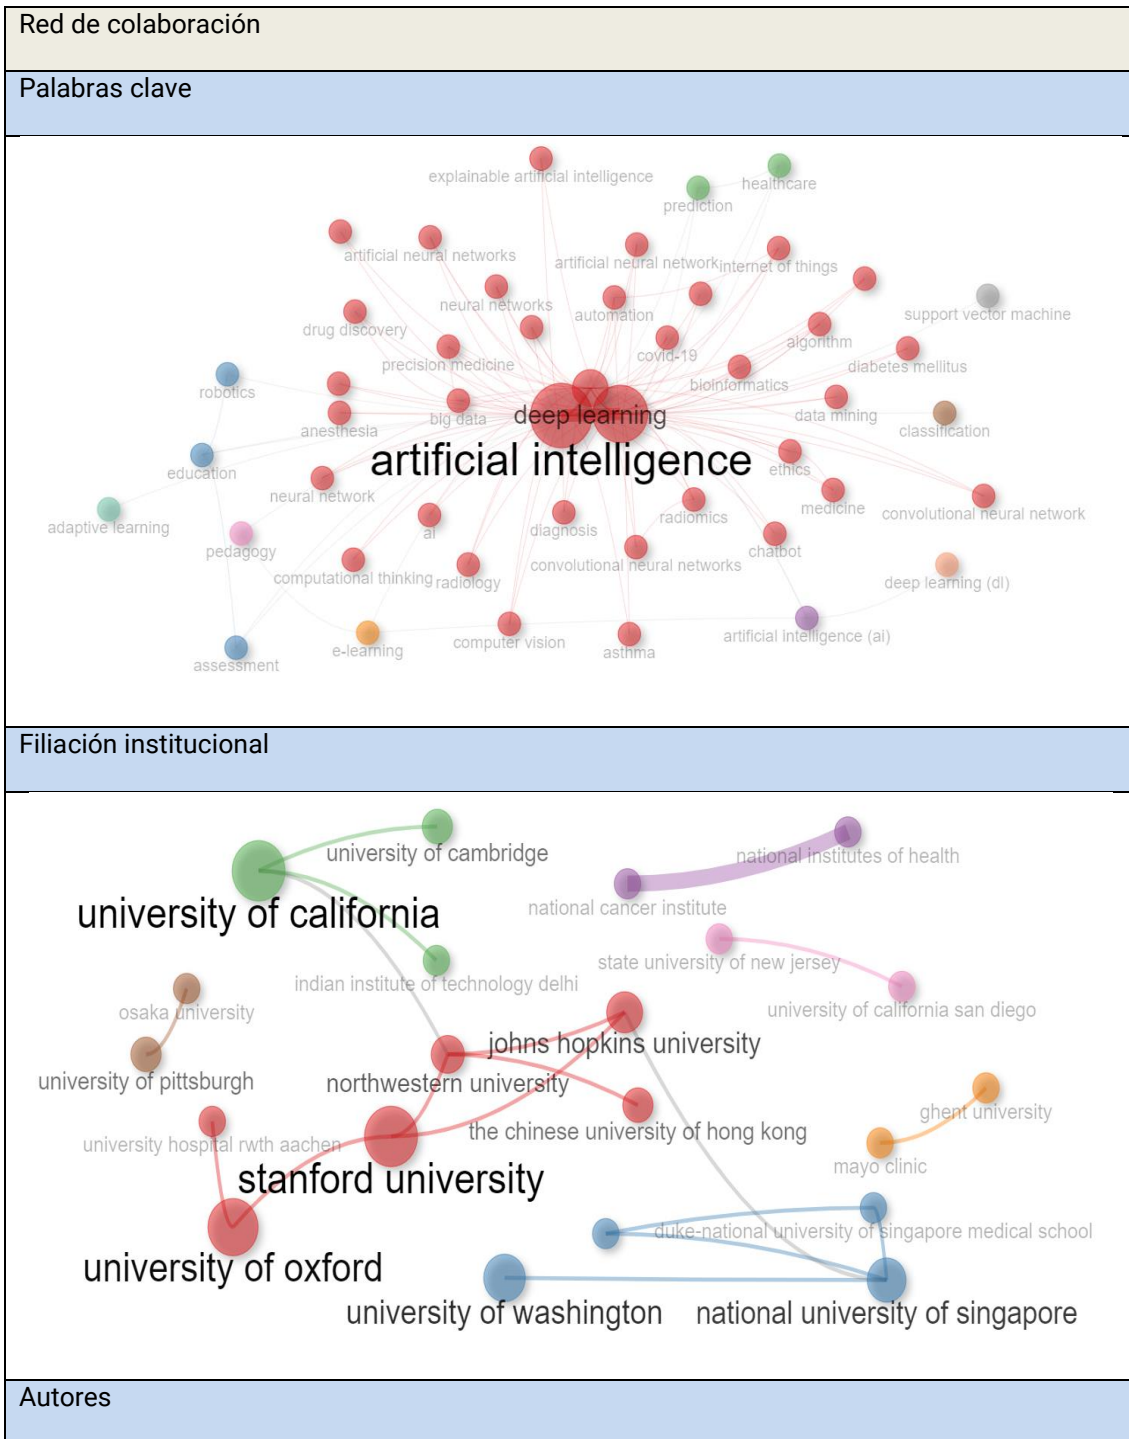 Red de colaboración
Palabras clave
explainable artificial intelligence
healthcare
prediction
artificial neural networks
artificial neural network
internet of things
neural networks
automation
support vector machine
drug discovery
algorithm
covid-19
precision medicine
diabetes mellitus
bioinformatics
robotics
big data
deep learning
data mining
anesthesia
classification
artificial intelligence
education
ethics
neural network
medicine
radiomics
convolutional neural network
adaptive learning
ai
diagnosis
pedagogy
chatbot
convolutional neural networks
computational thinking
radiology
deep learning (dl)
artificial intelligence (ai)
e-learning
computer vision
asthma
assessment
Filiación institucional
university of cambridge
national institutes of health
university of california
national cancer institute
state university of new jersey
indian institute of technology delhi
university of california san diego
osaka university
johns hopkins university
university of pittsburgh
northwestern university
ghent university
the chinese university of hong kong
university hospital rwth aachen
mayo clinic
stanford university
duke-national university of singapore medical school
university of oxford
university of washington
national university of singapore
Autores